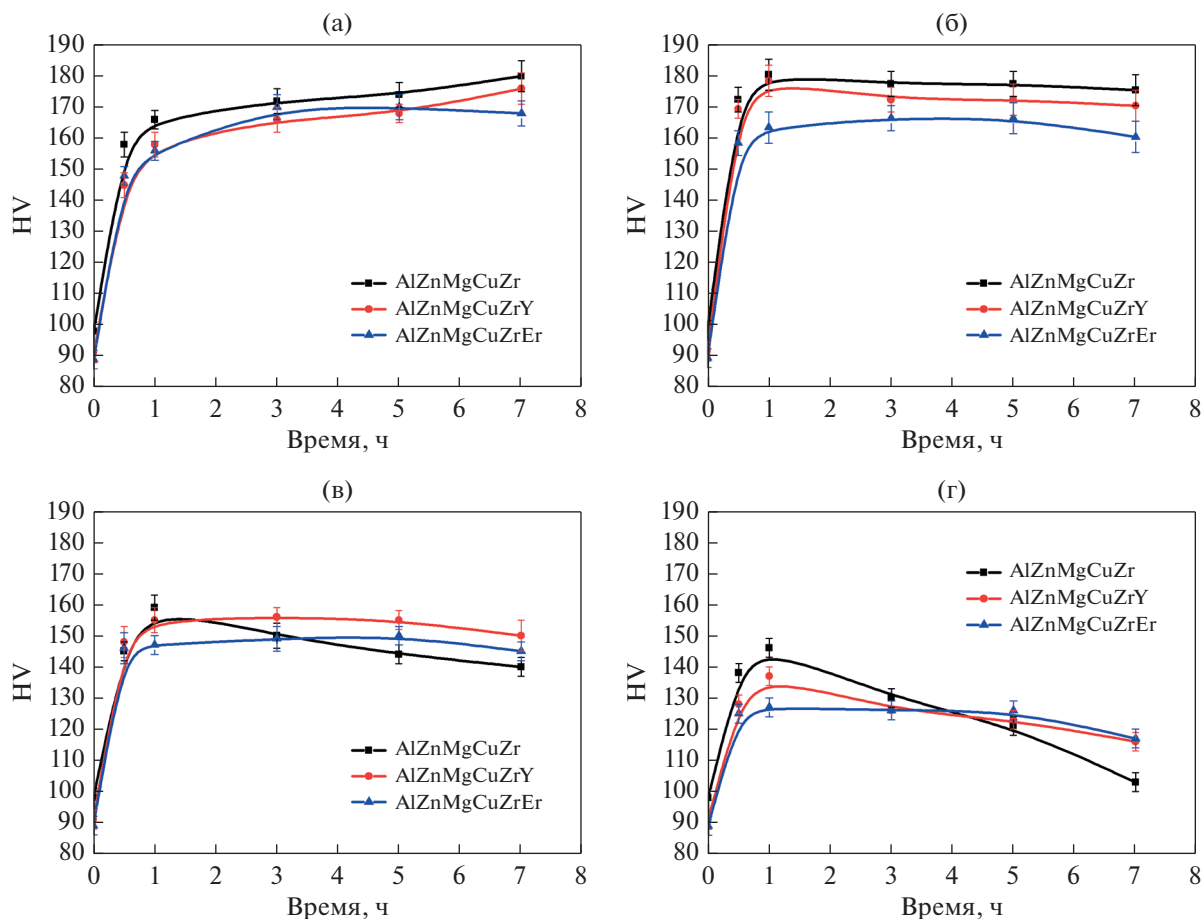 (а)
190
180
170
160
150
140
130
120
110
100
90
80
HV
AlZnMgCuZr
AlZnMgCuZrY
AlZnMgCuZrEr
0 1 2 3 4 5 6 7 8
Время, ч
(б)
190
180
170
160
150
140
130
120
110
100
90
80
HV
AlZnMgCuZr
AlZnMgCuZrY
AlZnMgCuZrEr
0 1 2 3 4 5 6 7 8
Время, ч
(в)
190
180
170
160
150
140
130
120
110
100
90
80
HV
AlZnMgCuZr
AlZnMgCuZrY
AlZnMgCuZrEr
0 1 2 3 4 5 6 7 8
Время, ч
(г)
190
180
170
160
150
140
130
120
110
100
90
80
HV
AlZnMgCuZr
AlZnMgCuZrY
AlZnMgCuZrEr
0 1 2 3 4 5 6 7 8
Время, ч